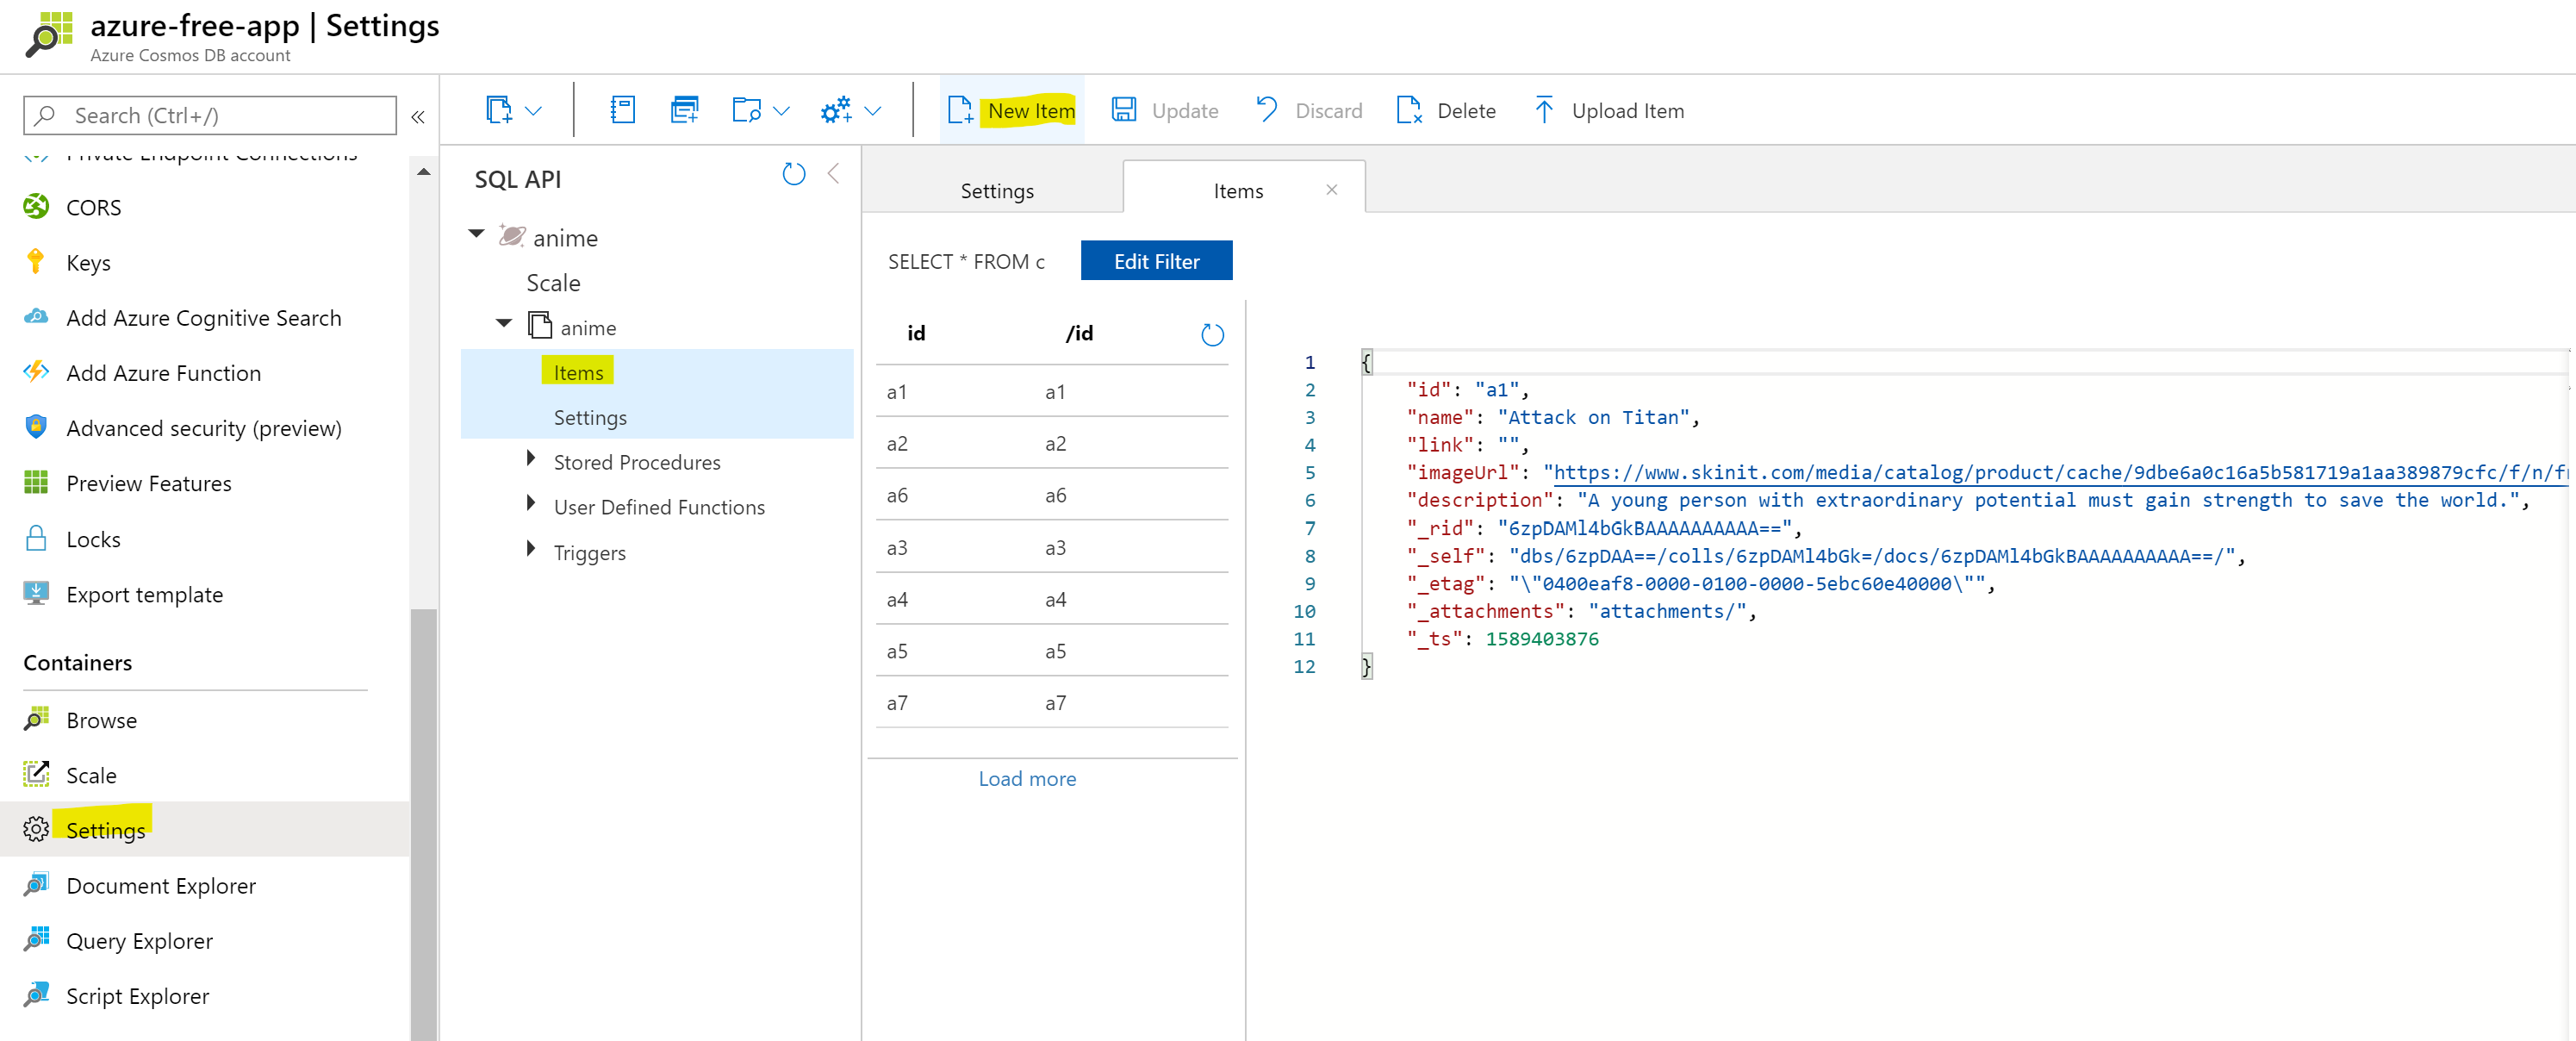 azure-free-app | Settings
Azure Cosmos DB account
Search (Ctrl+/)
«
New Item
Update
Discard
Delete
Upload Item
Private Endpoint Connections
CORS
Keys
Add Azure Cognitive Search
Add Azure Function
Advanced security (preview)
Preview Features
Locks
Export template
Containers
Browse
Scale
Settings
Document Explorer
Query Explorer
Script Explorer
SQL API
anime
Scale
anime
Items
Settings
Stored Procedures
User Defined Functions
Triggers
Settings
Items
SELECT * FROM c
Edit Filter
id /id
a1 a1
a2 a2
a6 a6
a3 a3
a4 a4
a5 a5
a7 a7
Load more
1 {
2 "id": "a1",
3 "name": "Attack on Titan",
4 "link": "",
5 "imageUrl": "https://www.skinit.com/media/catalog/product/cache/9dbe6a0c16a5b581719a1aa389879cfc/f/n/
6 "description": "A young person with extraordinary potential must gain strength to save the world.",
7 "_rid": "6zpDAMl4bGkBAAAAAAAAAA==",
8 "_self": "dbs/6zpDAA==/colls/6zpDAMl4bGk=/docs/6zpDAMl4bGkBAAAAAAAAAA==/",
9 "_etag": "\"0400eaf8-0000-0100-0000-5ebc60e40000\"",
10 "_attachments": "attachments/",
11 "_ts": 1589403876
12 }